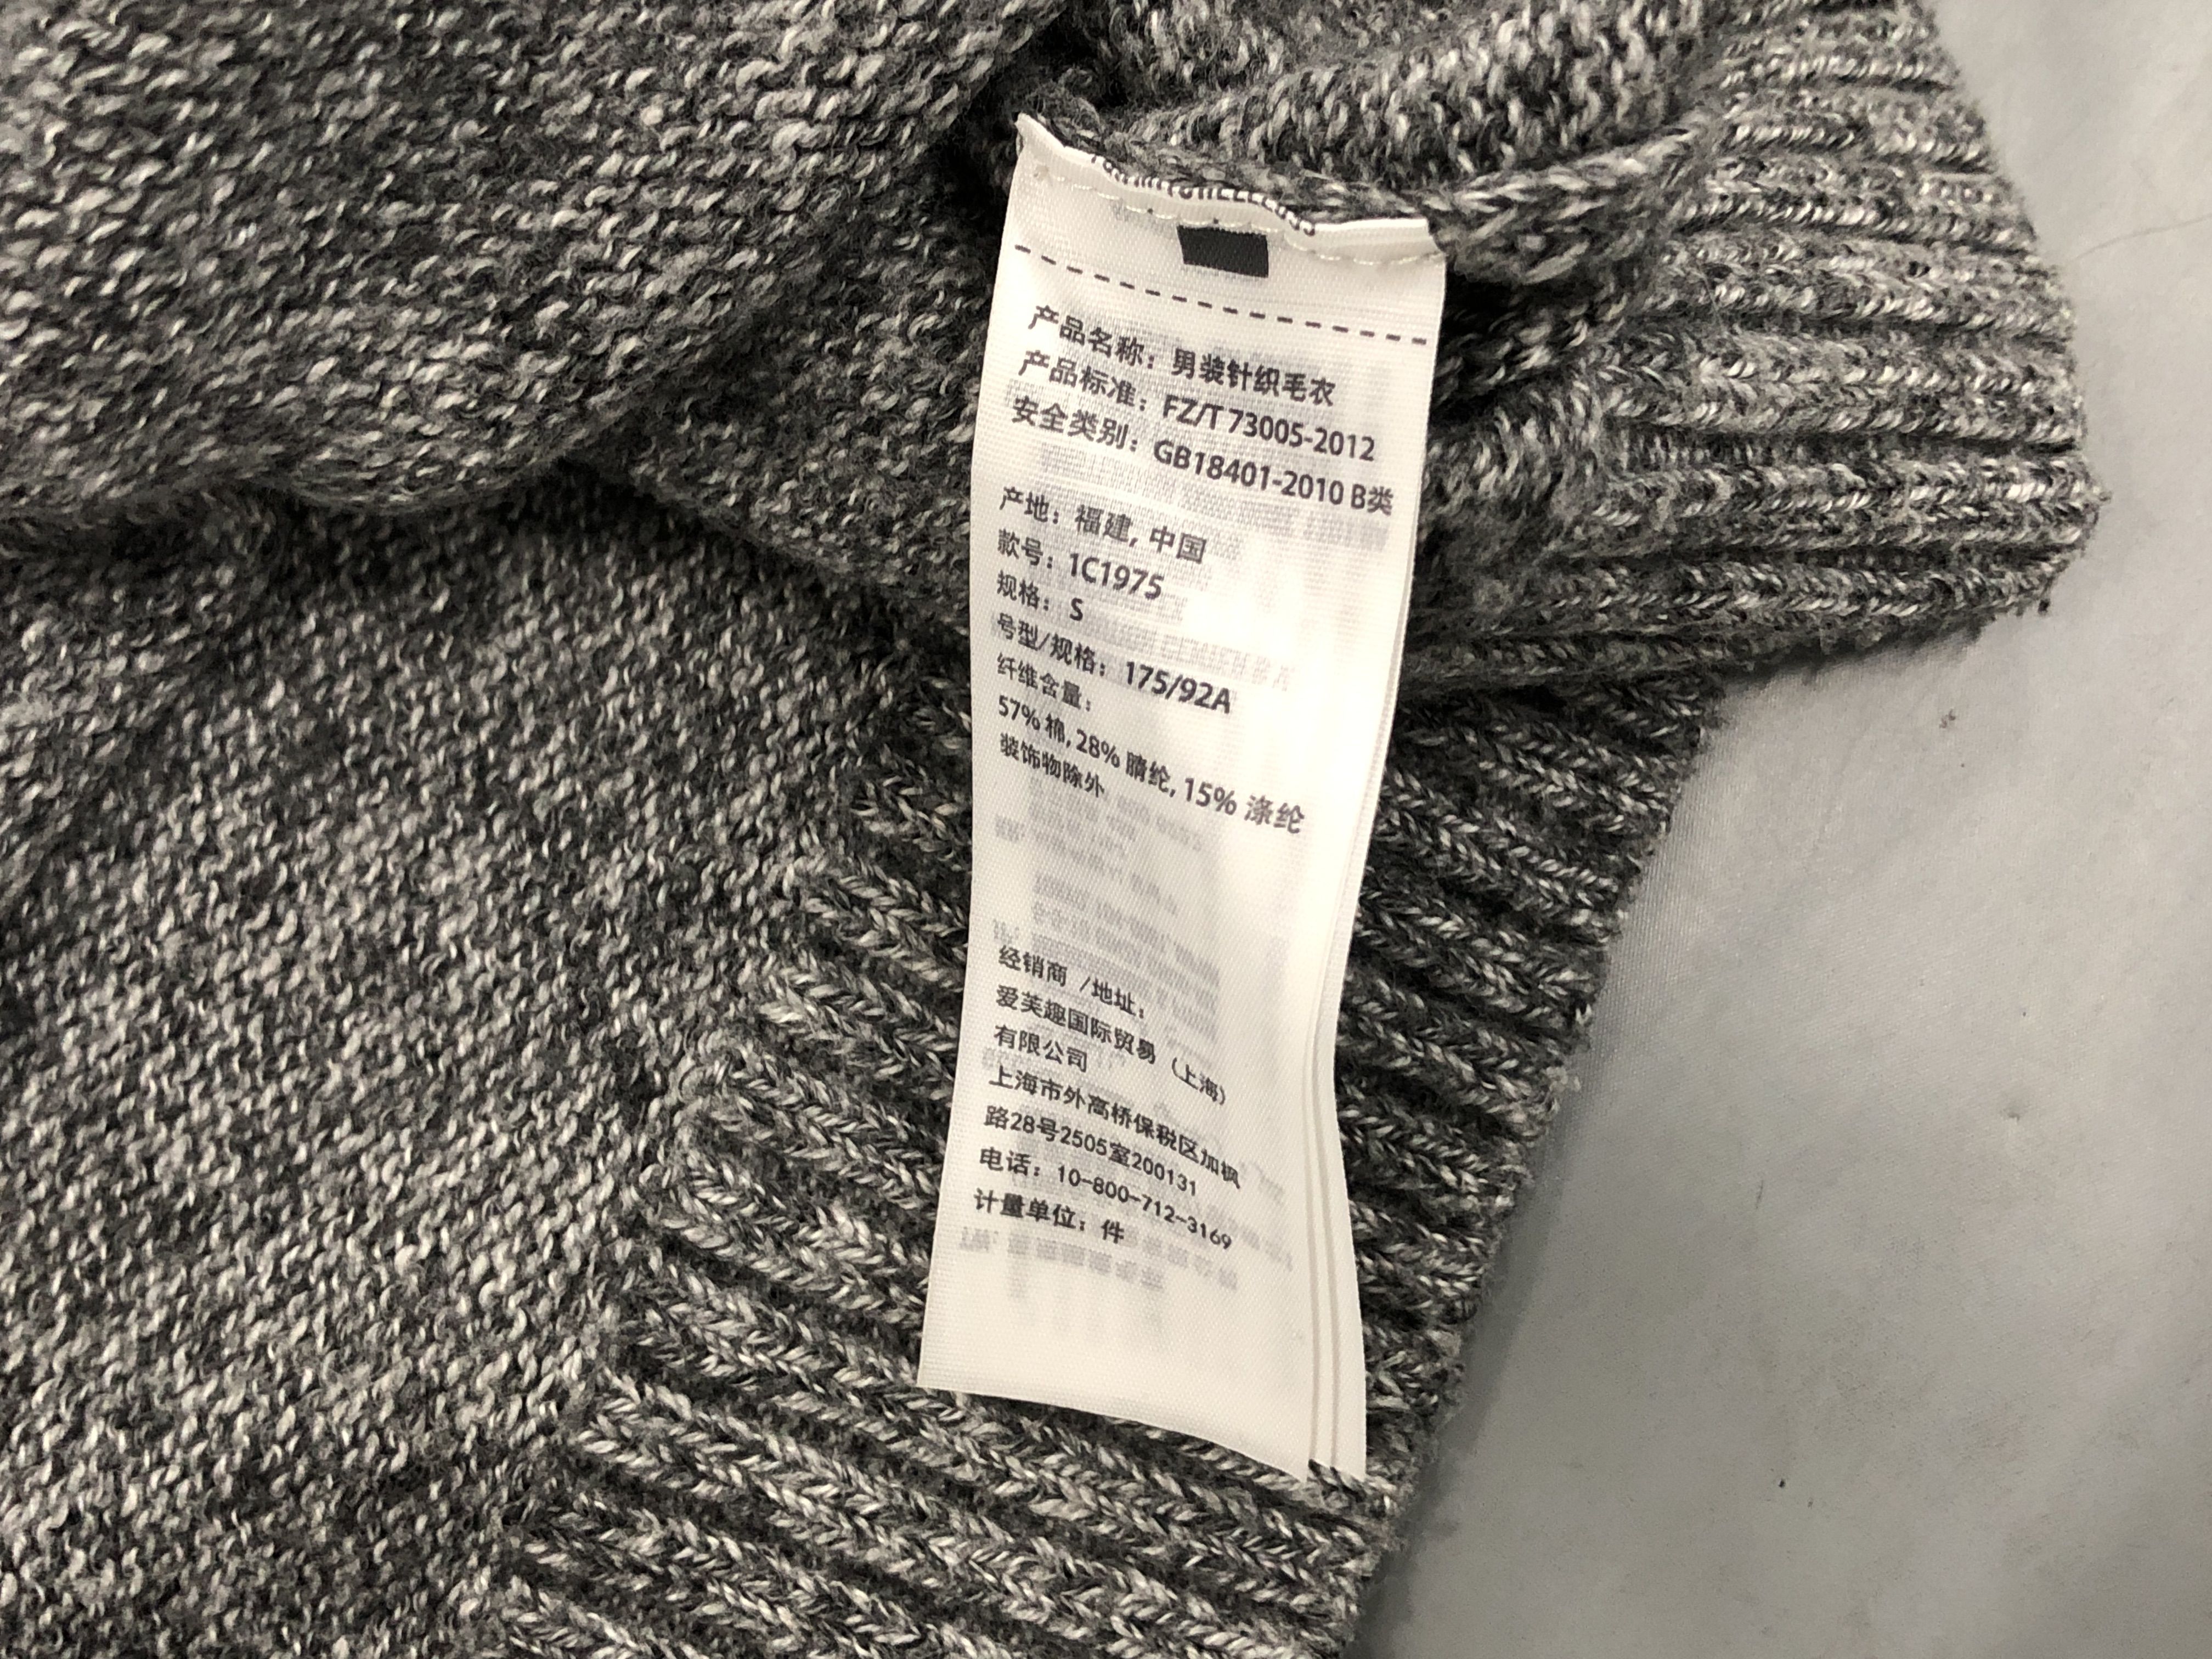 产品名称：男装针织毛衣
产品标准：FZ/T 73005-2012
安全类别：GB18401-2010 B类
产地：福建, 中国
款号：1C1975
规格：S
号型/规格：175/92A
纤维含量：
57% 棉, 28% 腈纶, 15% 涤纶
装饰物除外
经销商 /地址：
爱芙趣国际贸易（上海）
有限公司
上海市外高桥保税区加枫
路28号2505室200131
电话：10-800-712-3169
计量单位：件